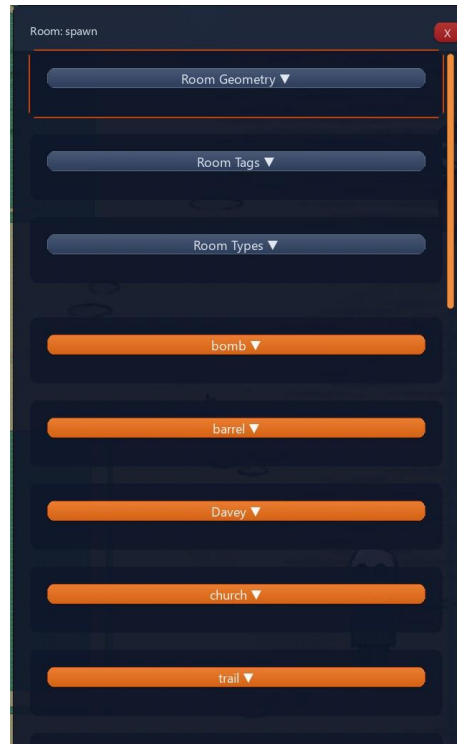 Room: spawn
X
Room Geometry ▼
Room Tags ▼
Room Types ▼
bomb ▼
barrel ▼
Davey ▼
church ▼
trail ▼